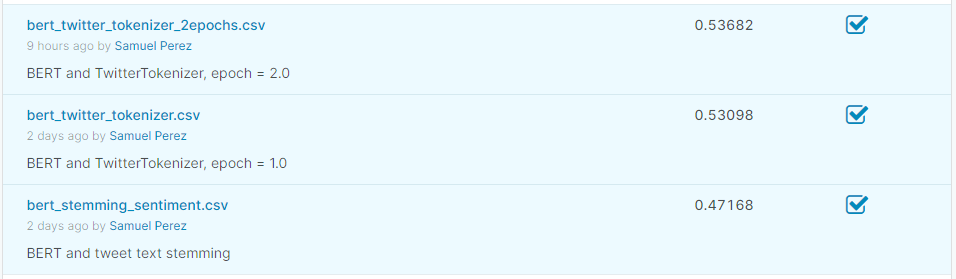 bert_twitter_tokenizer_2epochs.csv 0.53682
9 hours ago by Samuel Perez
BERT and TwitterTokenizer, epoch = 2.0
bert_twitter_tokenizer.csv 0.53098
2 days ago by Samuel Perez
BERT and TwitterTokenizer, epoch = 1.0
bert_stemming_sentiment.csv 0.47168
2 days ago by Samuel Perez
BERT and tweet text stemming